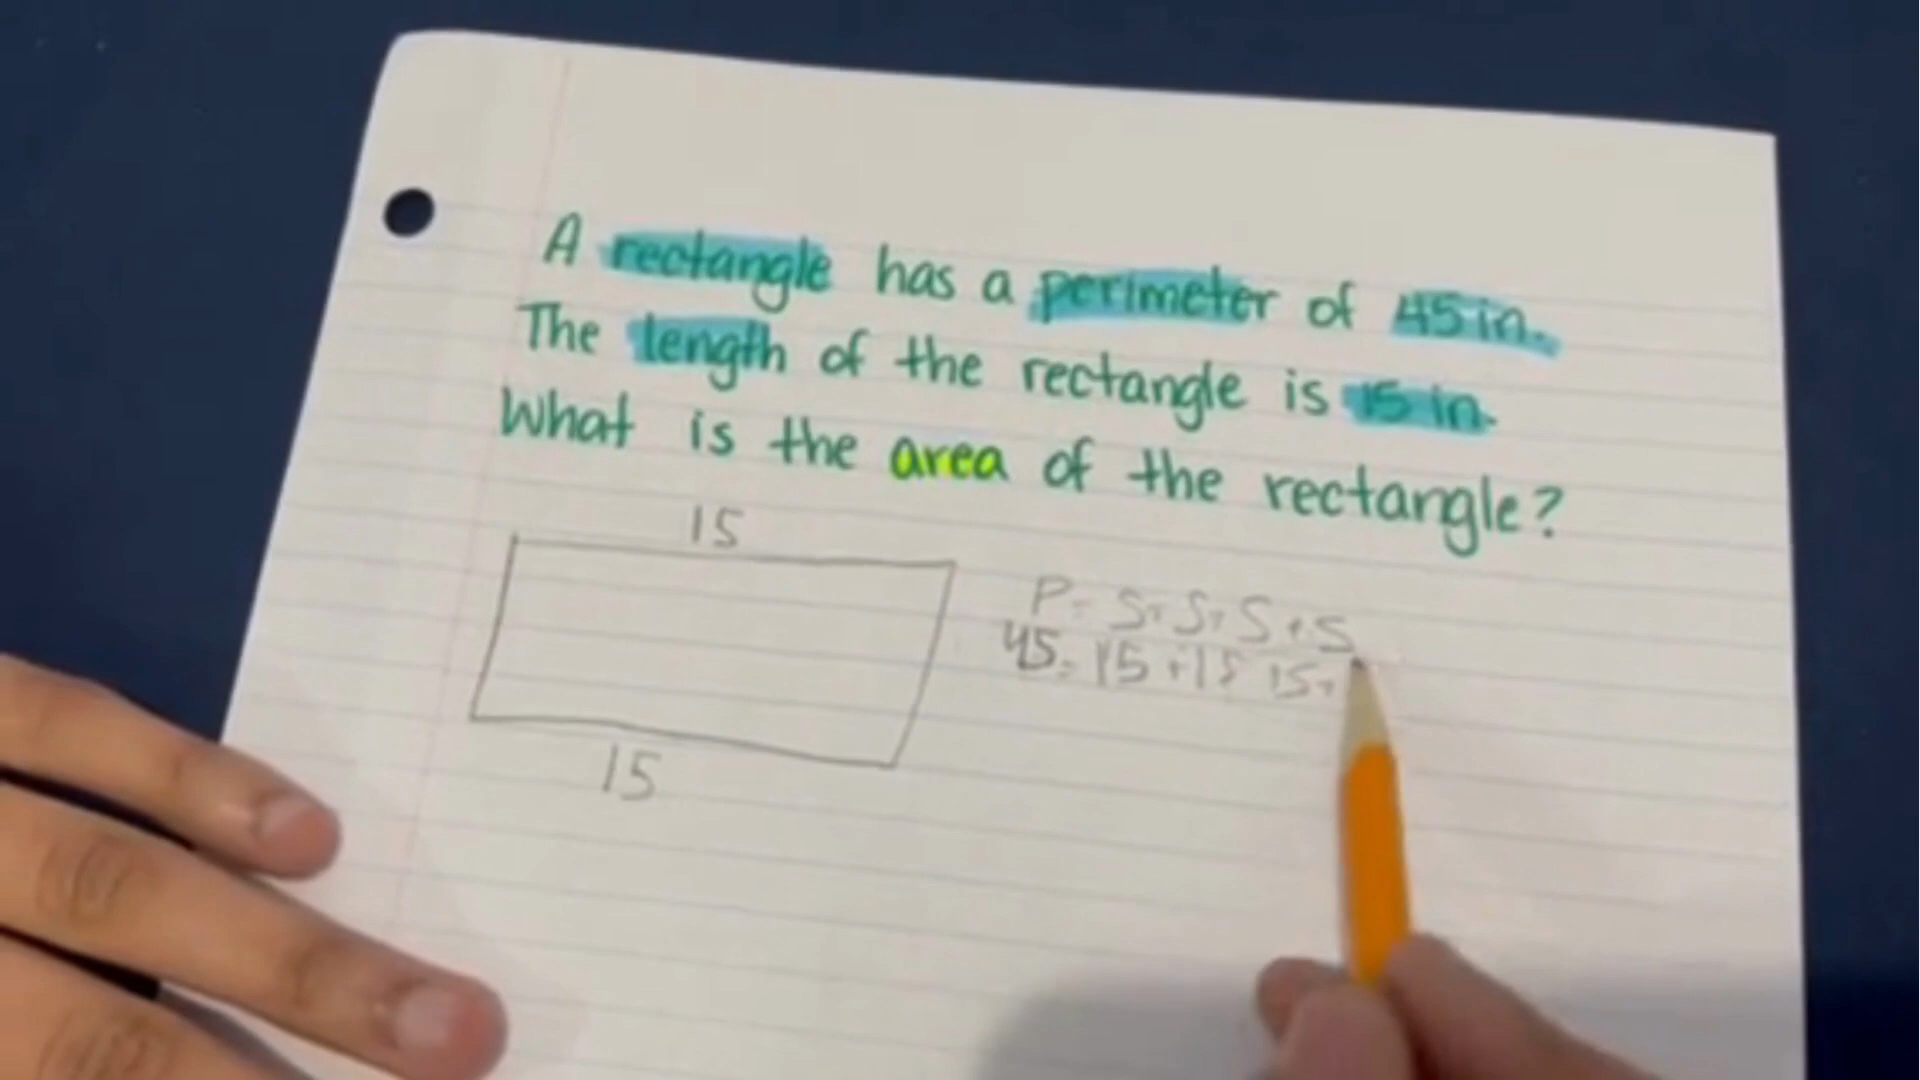 A rectangle has a perimeter of 45 in.
The length of the rectangle is 15 in.
What is the area of the rectangle?
15
P = S + S + S + S
45 = 15 + 15 15 +
15